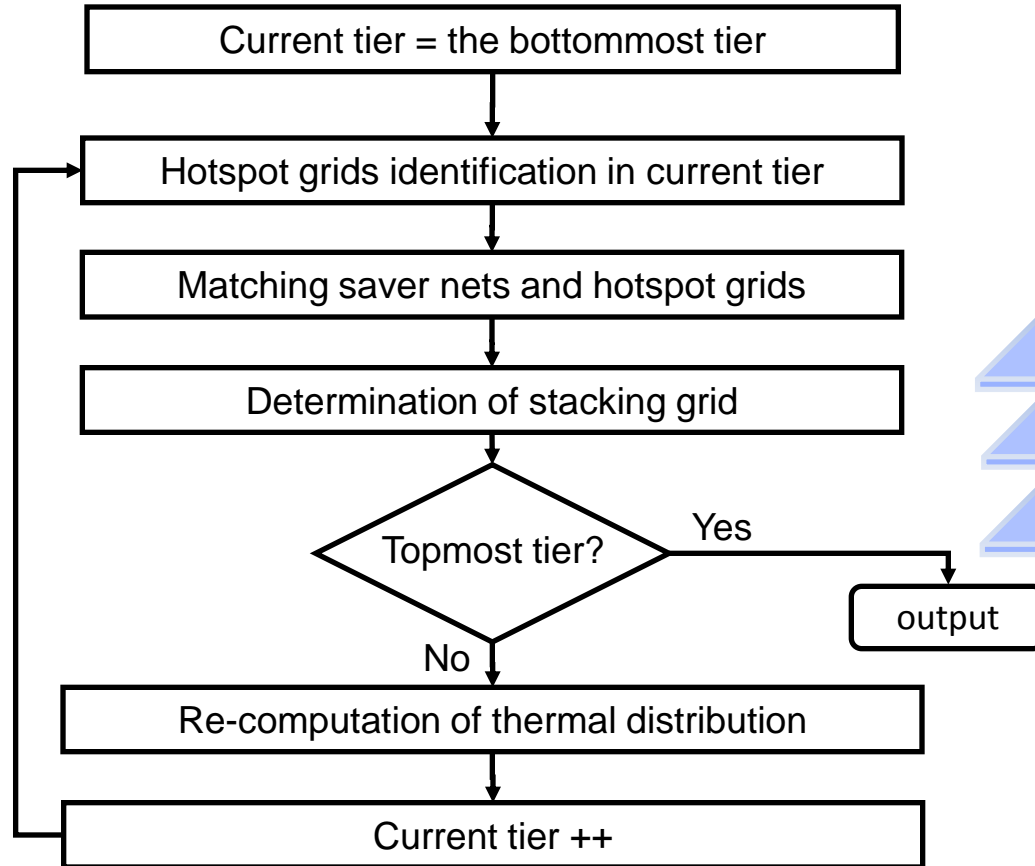 Current tier = the bottommost tier
Hotspot grids identification in current tier
Matching saver nets and hotspot grids
Determination of stacking grid
Topmost tier?
Yes
output
No
Re-computation of thermal distribution
Current tier ++